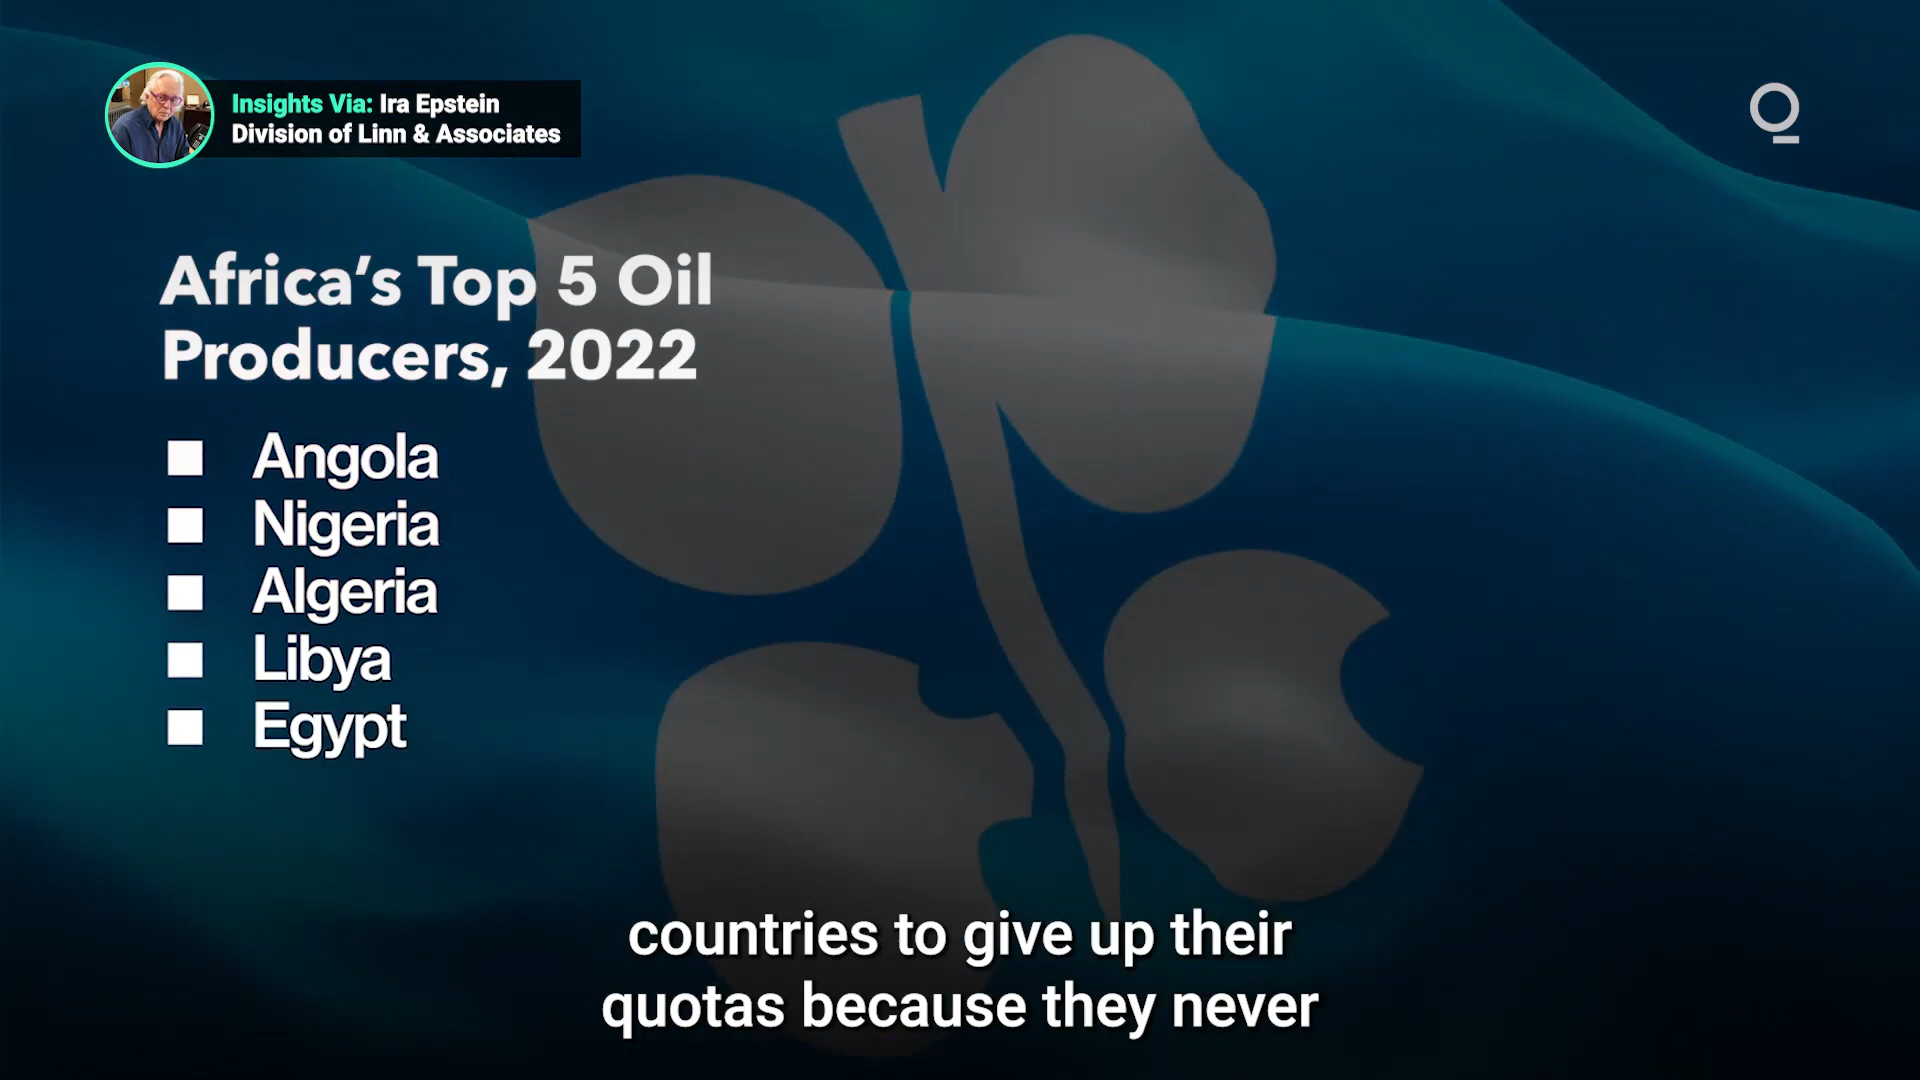 Insights Via: Ira Epstein
Division of Linn & Associates
Africa's Top 5 Oil
Producers, 2022
Angola
Nigeria
Algeria
Libya
Egypt
countries to give up their
quotas because they never